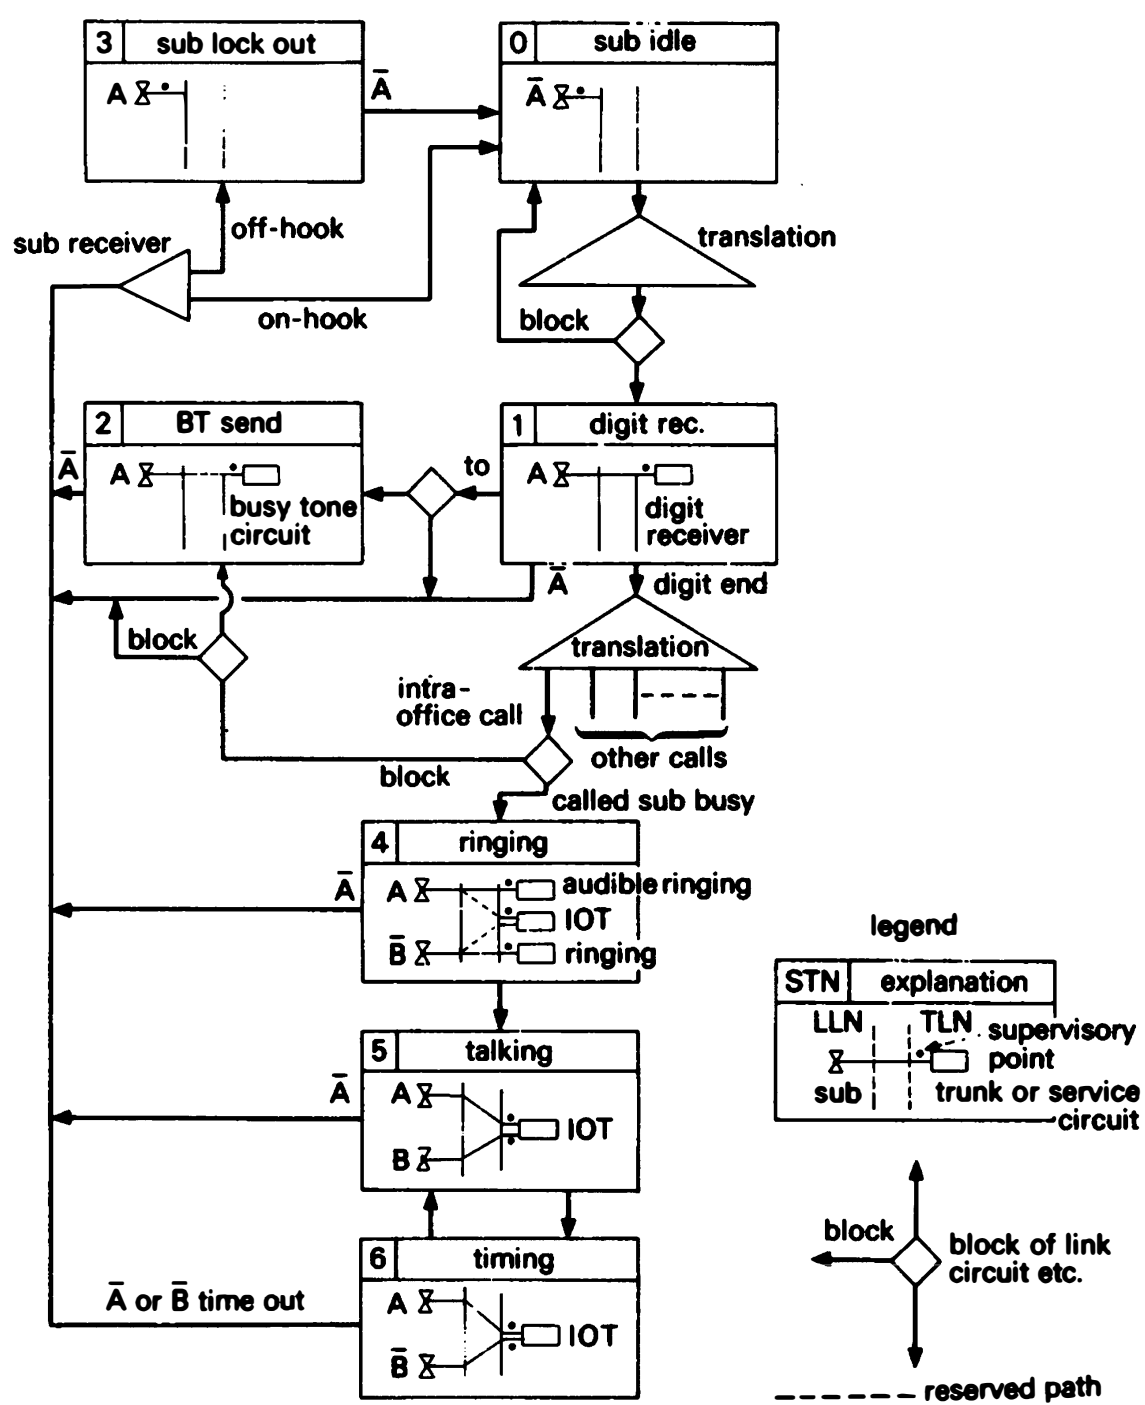 3 sub lock out
A
Ā
0 sub idle
Ā
off-hook
sub receiver
translation
on-hook
block
2 BT send
A
busy tone
circuit
Ā
to
1 digit rec.
A
digit
receiver
Ā
digit end
block
translation
intra-
office call
other calls
block
called sub busy
4 ringing
A audible ringing
IOT
B̄ ringing
Ā
5 talking
A
IOT
B
Ā
6 timing
A
IOT
B̄
Ā or B̄ time out
legend
STN explanation
LLN TLN
supervisory
point
sub
trunk or service
circuit
block
block of link
circuit etc.
reserved path